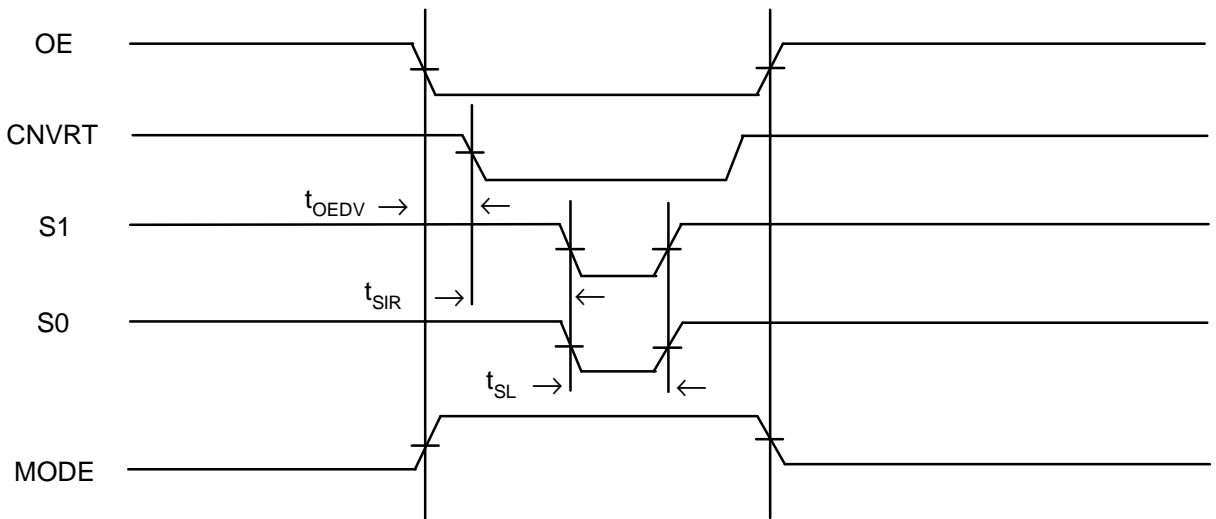 OE
CNVRT
tOEDV
S1
tSIR
S0
tSL
MODE